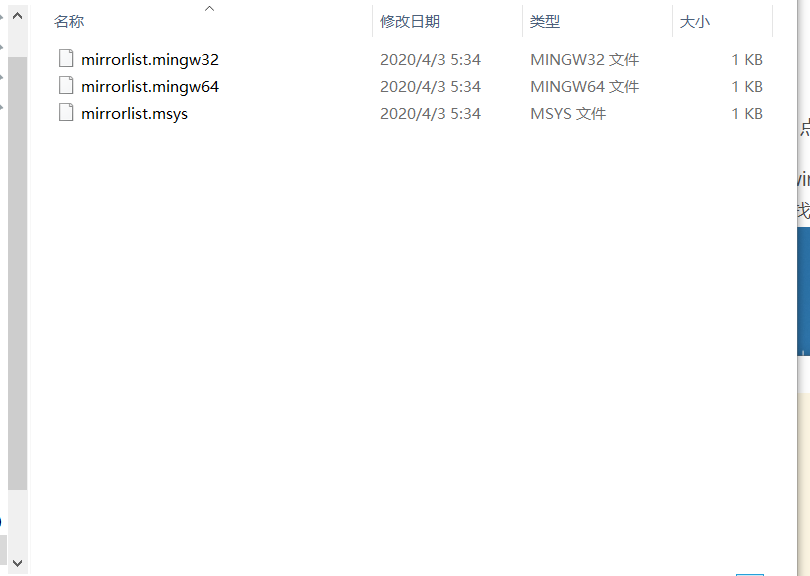 名称 修改日期 类型 大小
mirrorlist.mingw32 2020/4/3 5:34 MINGW32 文件 1 KB
mirrorlist.mingw64 2020/4/3 5:34 MINGW64 文件 1 KB
mirrorlist.msys 2020/4/3 5:34 MSYS 文件 1 KB